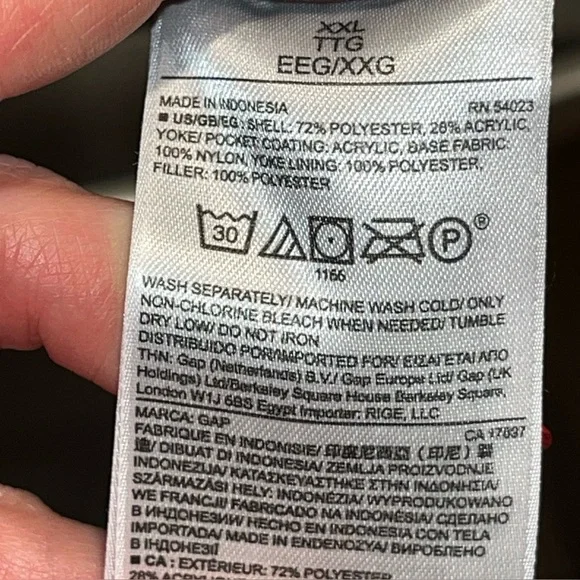 XXL
TTG
EEG/XXG
MADE IN INDONESIA RN 54023
■ US/GB/EG: SHELL: 72% POLYESTER, 28% ACRYLIC,
YOKE/ POCKET COATING: ACRYLIC, BASE FABRIC:
100% NYLON, YOKE LINING: 100% POLYESTER,
FILLER: 100% POLYESTER
30 P ®
1166
WASH SEPARATELY/ MACHINE WASH COLD/ ONLY
NON-CHLORINE BLEACH WHEN NEEDED/ TUMBLE
DRY LOW/ DO NOT IRON
DISTRIBUIDO POR/IMPORTED FOR/ ΕΙΣΑΓΕΤΑΙ ΑΠΟ
ΤΗΝ: Gap (Netherlands) B.V./ Gap Europe Ltd/ Gap (UK
Holdings) Ltd/Berkeley Square House Berkeley Square,
London W1J 6BS Egypt Importer: RIGE, LLC
MARCA: GAP CA 17037
FABRIQUE EN INDONISIE/ 印度尼西亞 (印尼) 製
造/ DIBUAT DI INDONESIA/ ZEMLJA PROIZVODNJE
INDONEZIJA/ ΚΑΤΑΣΚΕΥΑΣΤΗΚΕ ΣΤΗΝ ΙΝΔΟΝΗΣΙΑ/
SZÁRMAZÁSI HELY: INDONÉZIA/ WYPRODUKOWANO
WE FRANCJI/ FABRICADO NA INDONÉSIA/ СДЕЛАНО
В ИНДОНЕЗИИ/ HECHO EN INDONESIA CON TELA
IMPORTADA/ MADE IN ENDONEZYA/ ВИРОБЛЕНО
В ІНДОНЕЗІЇ
■ CA : EXTÉRIEUR: 72% POLYESTER,
28%